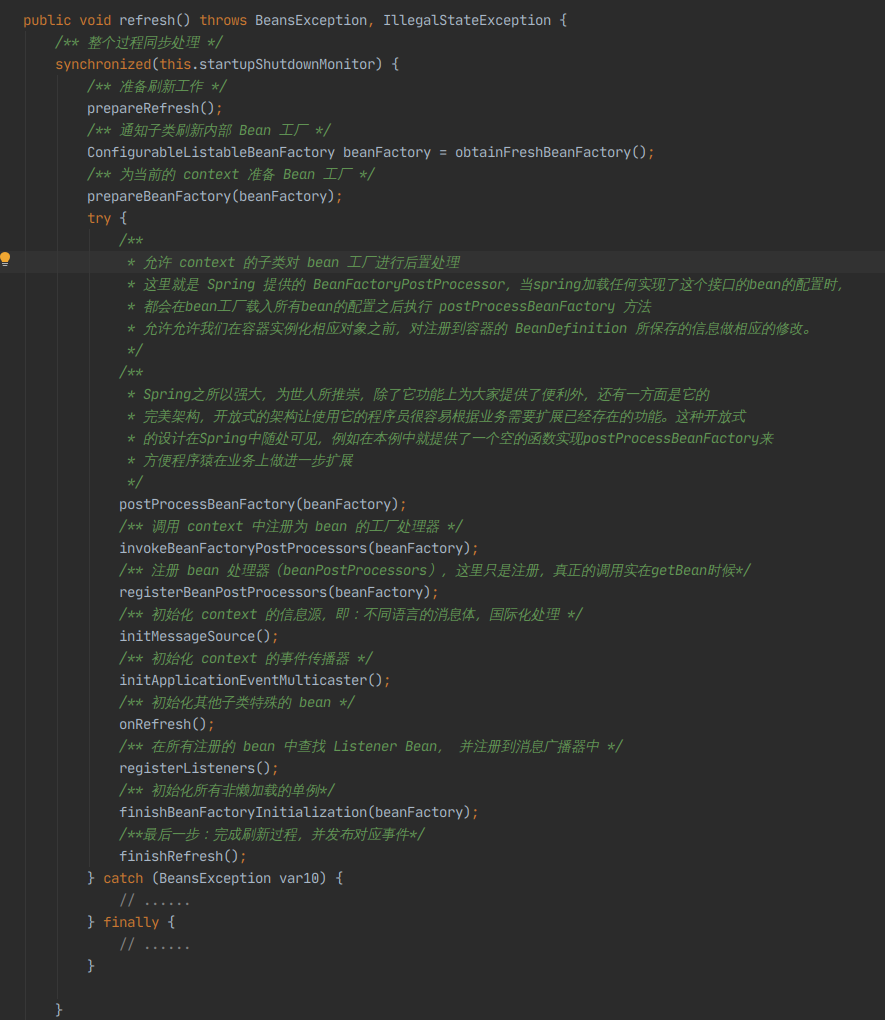 public void refresh() throws BeansException, IllegalStateException {
/** 整个过程同步处理 */
synchronized(this.startupShutdownMonitor) {
/** 准备刷新工作 */
prepareRefresh();
/** 通知子类刷新内部 Bean 工厂 */
ConfigurableListableBeanFactory beanFactory = obtainFreshBeanFactory();
/** 为当前的 context 准备 Bean 工厂 */
prepareBeanFactory(beanFactory);
try {
/**
* 允许 context 的子类对 bean 工厂进行后置处理
* 这里就是 Spring 提供的 BeanFactoryPostProcessor，当spring加载任何实现了这个接口的bean的配置时，
* 都会在bean工厂载入所有bean的配置之后执行 postProcessBeanFactory 方法
* 允许允许我们在容器实例化相应对象之前，对注册到容器的 BeanDefinition 所保存的信息做相应的修改。
*/
/**
* Spring之所以强大，为世人所推崇，除了它功能上为大家提供了便利外，还有一方面是它的
* 完美架构，开放式的架构让使用它的程序员很容易根据业务需要扩展已经存在的功能。这种开放式
* 的设计在Spring中随处可见，例如在本例中就提供了一个空的函数实现postProcessBeanFactory来
* 方便程序猿在业务上做进一步扩展
*/
postProcessBeanFactory(beanFactory);
/** 调用 context 中注册为 bean 的工厂处理器 */
invokeBeanFactoryPostProcessors(beanFactory);
/** 注册 bean 处理器（beanPostProcessors），这里只是注册，真正的调用实在getBean时候*/
registerBeanPostProcessors(beanFactory);
/** 初始化 context 的信息源，即：不同语言的消息体，国际化处理 */
initMessageSource();
/** 初始化 context 的事件传播器 */
initApplicationEventMulticaster();
/** 初始化其他子类特殊的 bean */
onRefresh();
/** 在所有注册的 bean 中查找 Listener Bean， 并注册到消息广播器中 */
registerListeners();
/** 初始化所有非懒加载的单例*/
finishBeanFactoryInitialization(beanFactory);
/**最后一步：完成刷新过程，并发布对应事件*/
finishRefresh();
} catch (BeansException var10) {
// ......
} finally {
// ......
}
}